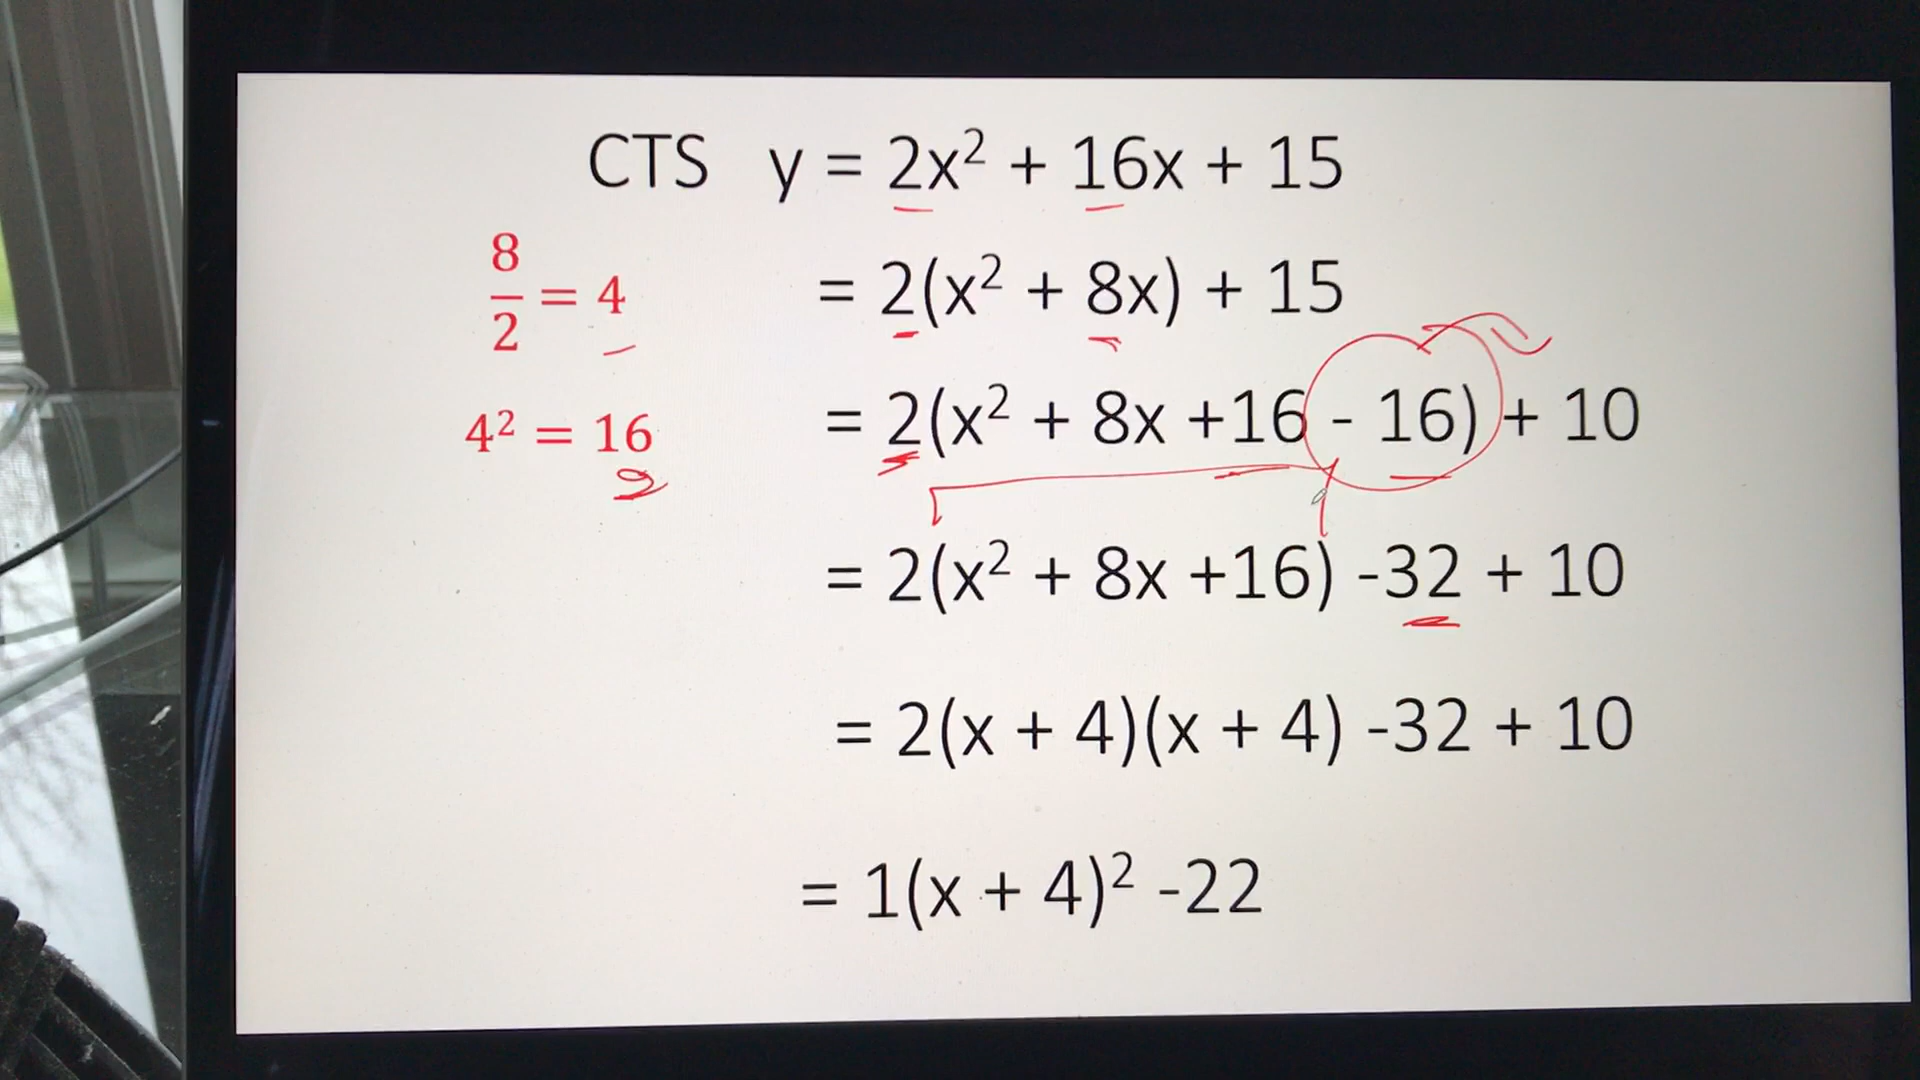 CTS y = 2x² + 16x + 15
8/2 = 4
= 2(x² + 8x) + 15
4² = 16
= 2(x² + 8x +16 - 16) + 10
= 2(x² + 8x +16) -32 + 10
= 2(x + 4)(x + 4) -32 + 10
= 1(x + 4)² -22